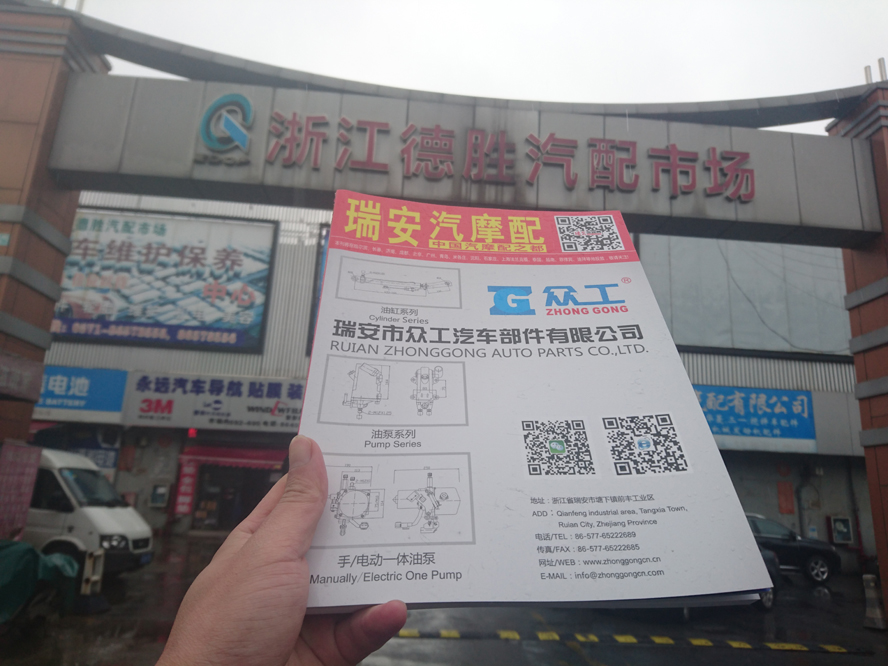 浙江德胜汽配市场
瑞安汽摩配
中国汽摩配之都
众工®
ZHONG GONG
油缸系列
Cylinder Series
瑞安市众工汽车部件有限公司
RUIAN ZHONGGONG AUTO PARTS CO.,LTD.
油泵系列
Pump Series
手/电动一体油泵
Manually/Electric One Pump
地址：浙江省瑞安市塘下镇前车工业区
ADD：Qianfeng industrial area, Tangxia Town,
Ruian City, Zhejiang Province
电话/TEL：86-577-65222689
传真/FAX：86-577-65222685
网址/WEB：www.zhonggongcn.cn
E-MAIL：info@zhonggongcn.com
德胜汽配市场
车维护保养
中心
电池
BATTERY
永远汽车导航 贴膜 装
3M
配有限公司